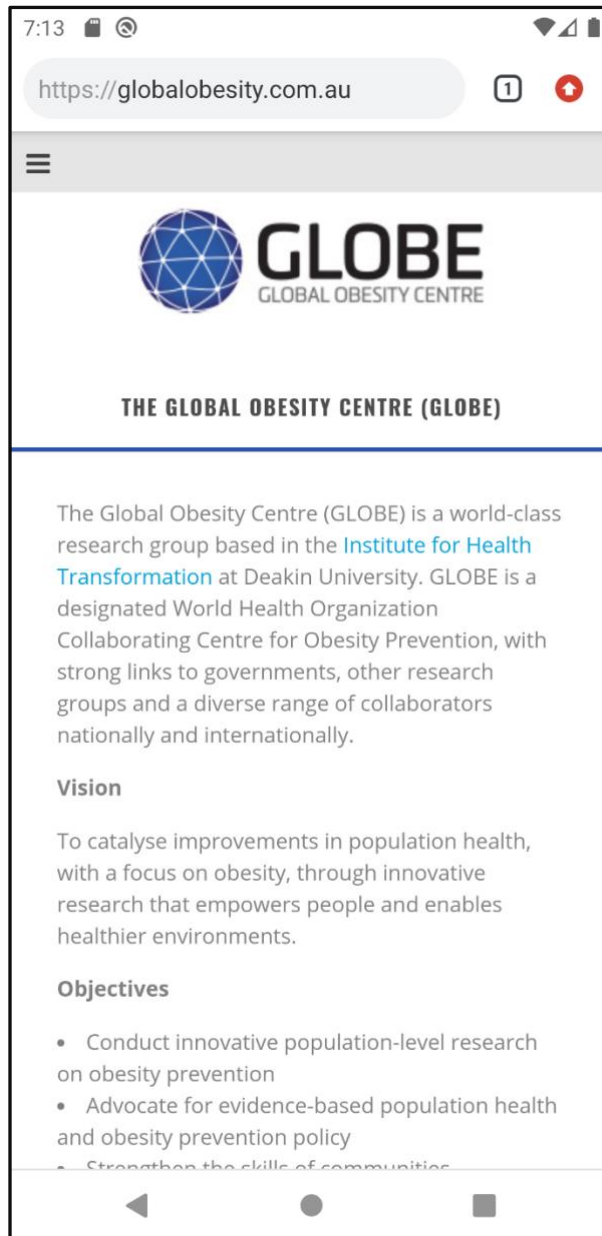 7:13
https://globalobesity.com.au
1
GLOBE
GLOBAL OBESITY CENTRE
THE GLOBAL OBESITY CENTRE (GLOBE)
The Global Obesity Centre (GLOBE) is a world-class
research group based in the Institute for Health
Transformation at Deakin University. GLOBE is a
designated World Health Organization
Collaborating Centre for Obesity Prevention, with
strong links to governments, other research
groups and a diverse range of collaborators
nationally and internationally.
Vision
To catalyse improvements in population health,
with a focus on obesity, through innovative
research that empowers people and enables
healthier environments.
Objectives
• Conduct innovative population-level research
on obesity prevention
• Advocate for evidence-based population health
and obesity prevention policy
• Strengthen the skills of communities